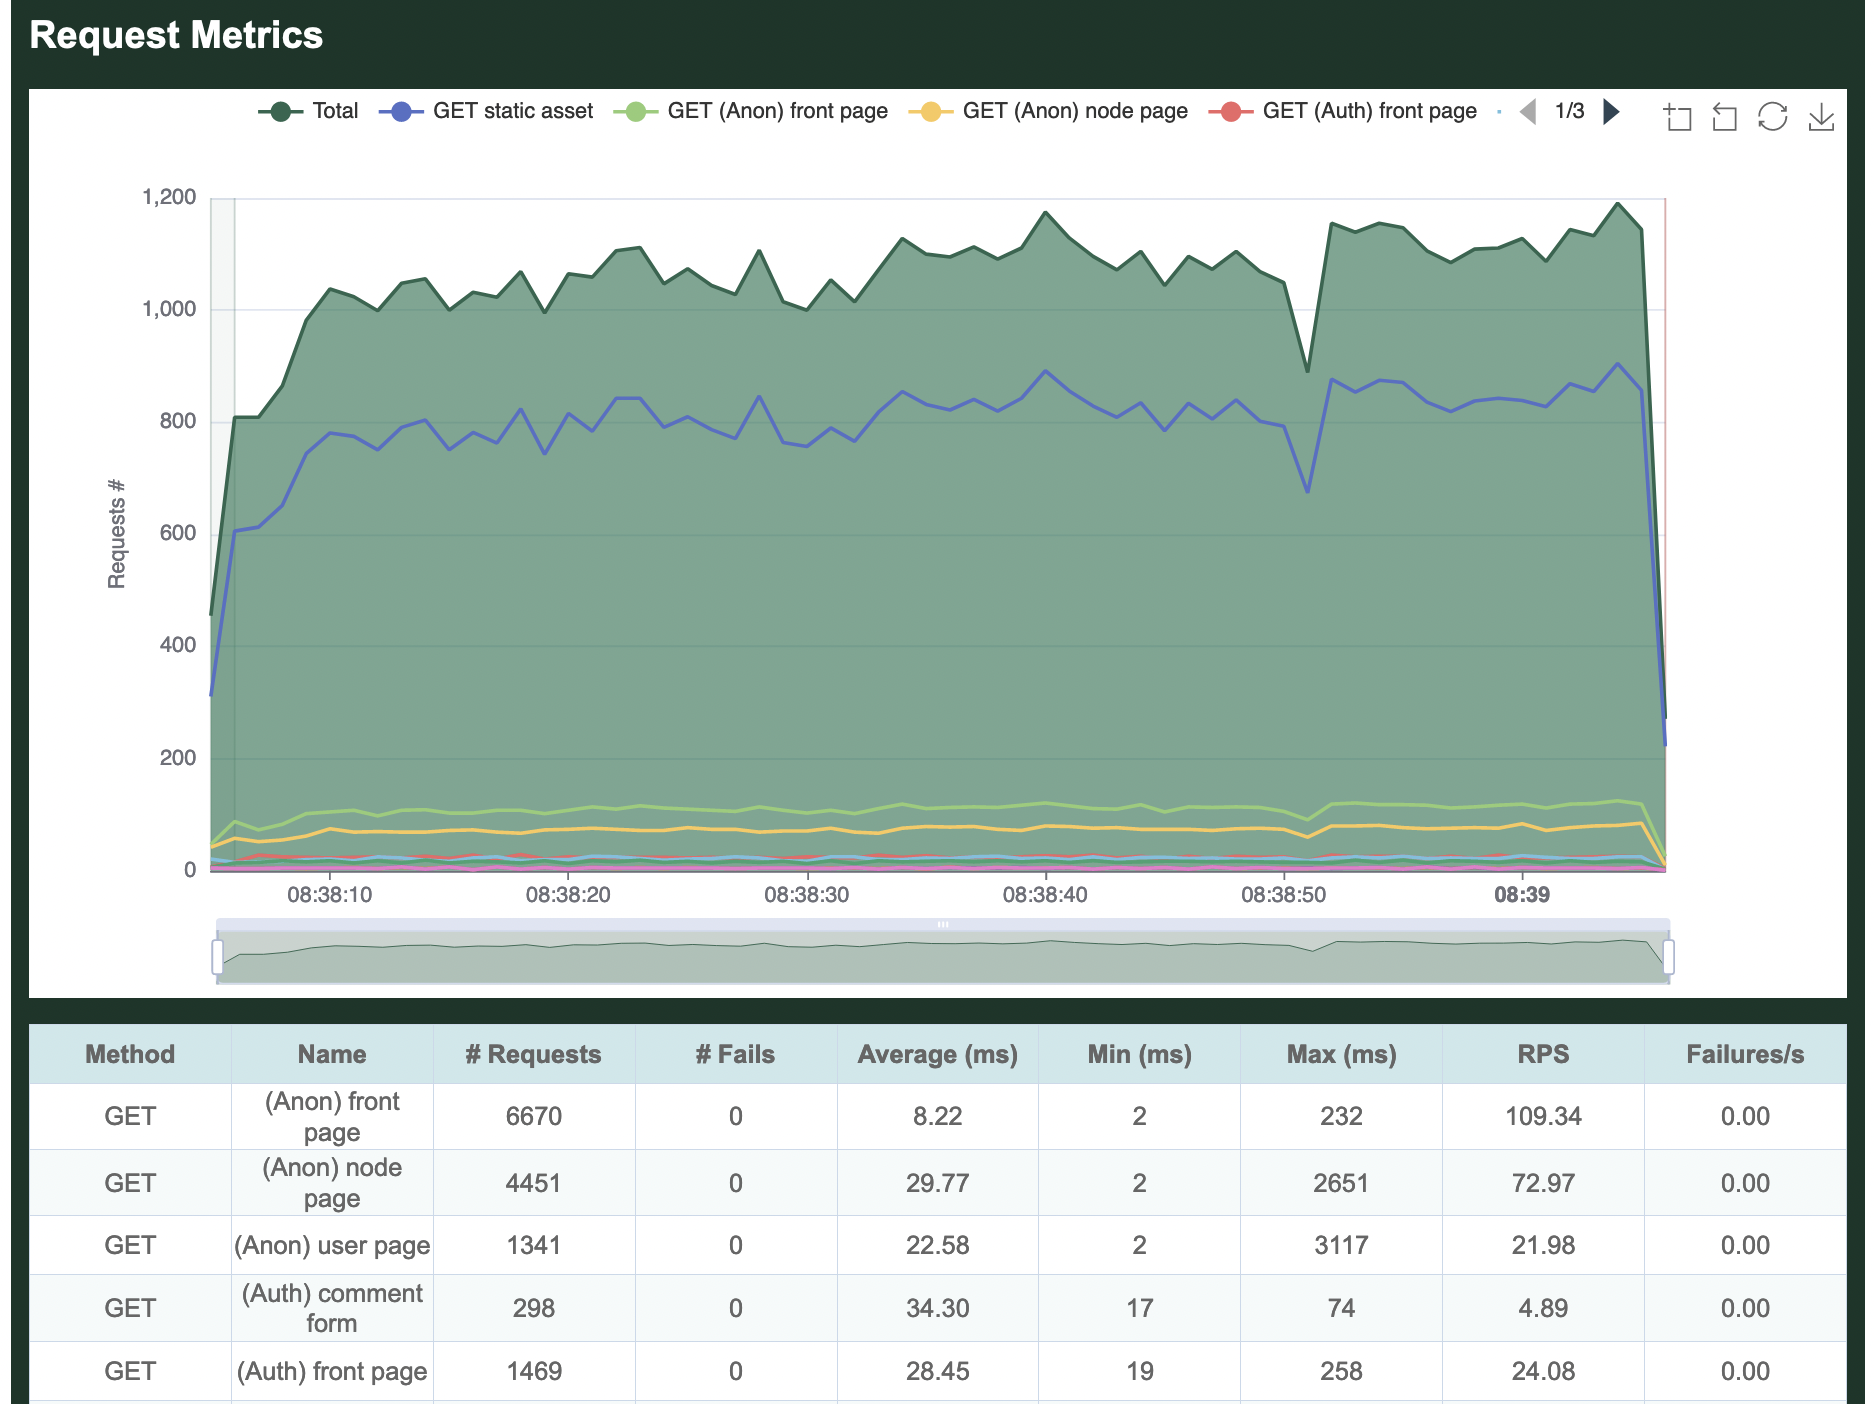 Request Metrics
Total GET static asset GET (Anon) front page GET (Anon) node page GET (Auth) front page 1/3
1,200
1,000
800
600
400
200
0
Requests #
08:38:10 08:38:20 08:38:30 08:38:40 08:38:50 08:39
Method Name # Requests # Fails Average (ms) Min (ms) Max (ms) RPS Failures/s
GET (Anon) front page 6670 0 8.22 2 232 109.34 0.00
GET (Anon) node page 4451 0 29.77 2 2651 72.97 0.00
GET (Anon) user page 1341 0 22.58 2 3117 21.98 0.00
GET (Auth) comment form 298 0 34.30 17 74 4.89 0.00
GET (Auth) front page 1469 0 28.45 19 258 24.08 0.00